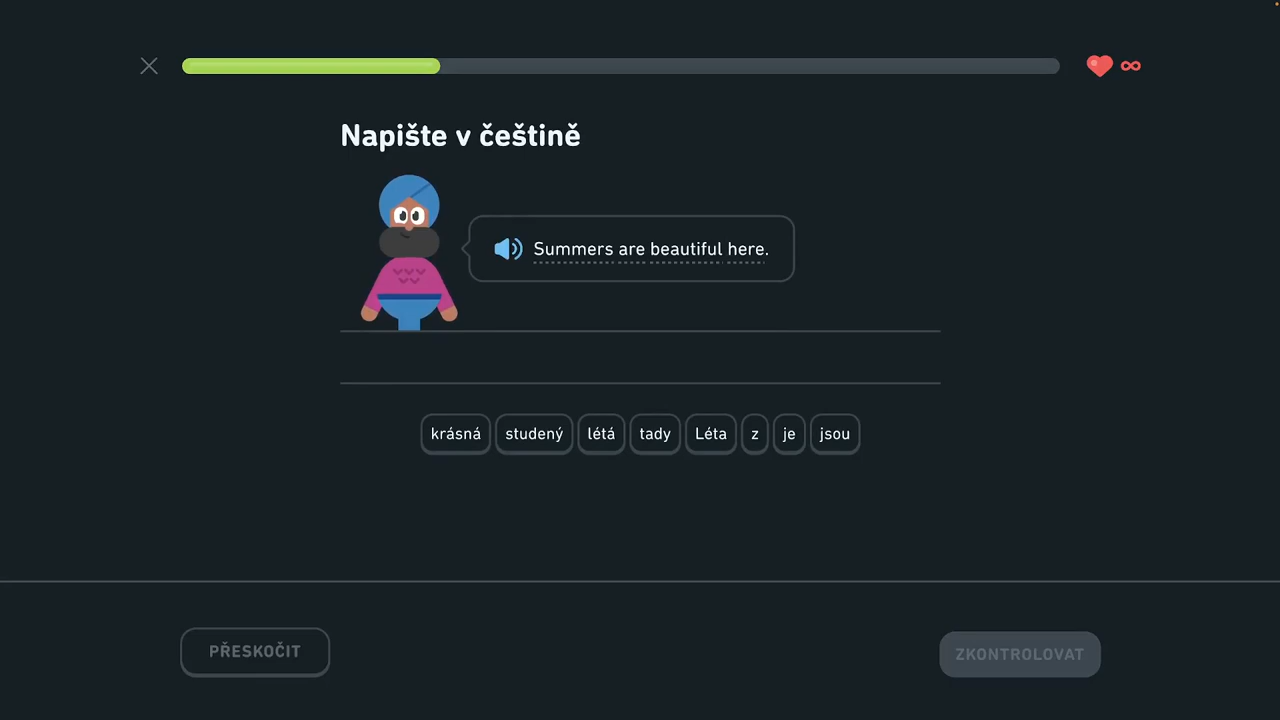 ∞
Napište v češtině
Summers are beautiful here.
krásná studený létá tady Léta z je jsou
PŘESKOČIT
ZKONTROLOVAT